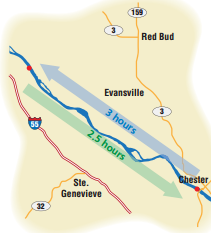 159
3
Red Bud
Evansville
3 hours
3
55
2.5 hours
Chester
Ste.
Genevieve
32